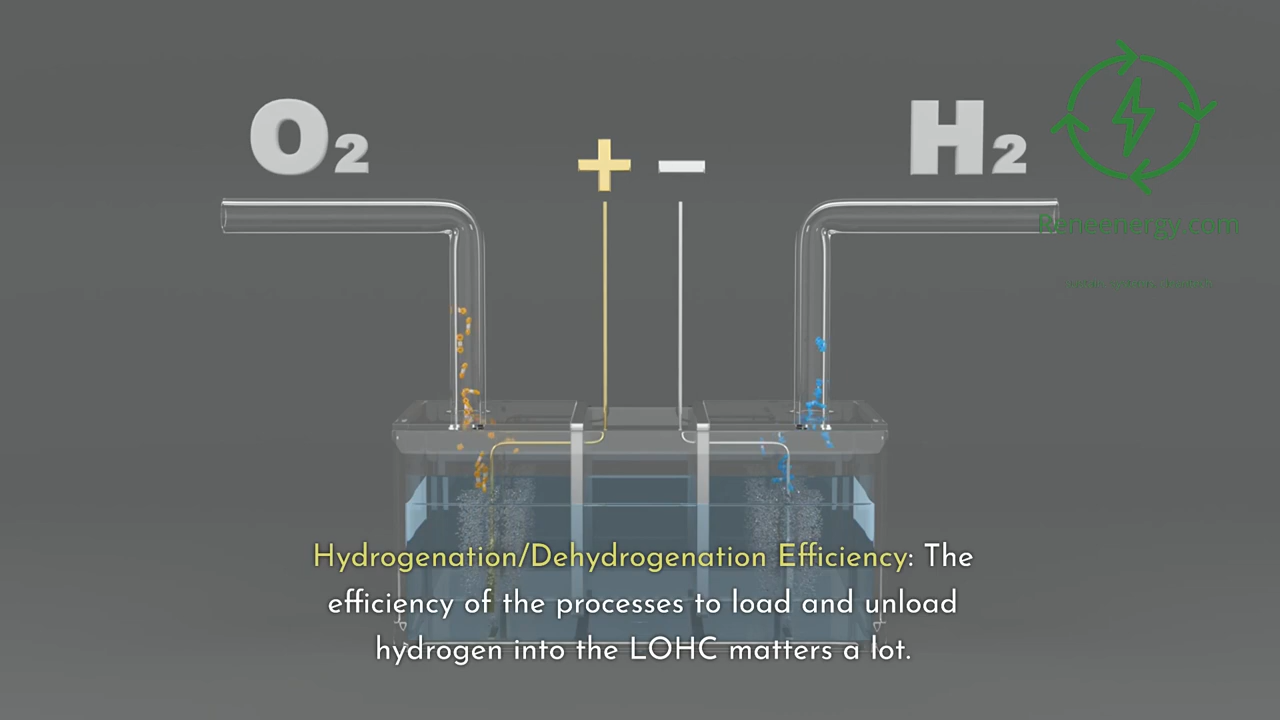 O2
H2
+ −
Reneenergy.com
Hydrogenation/Dehydrogenation Efficiency: The
efficiency of the processes to load and unload
hydrogen into the LOHC matters a lot.